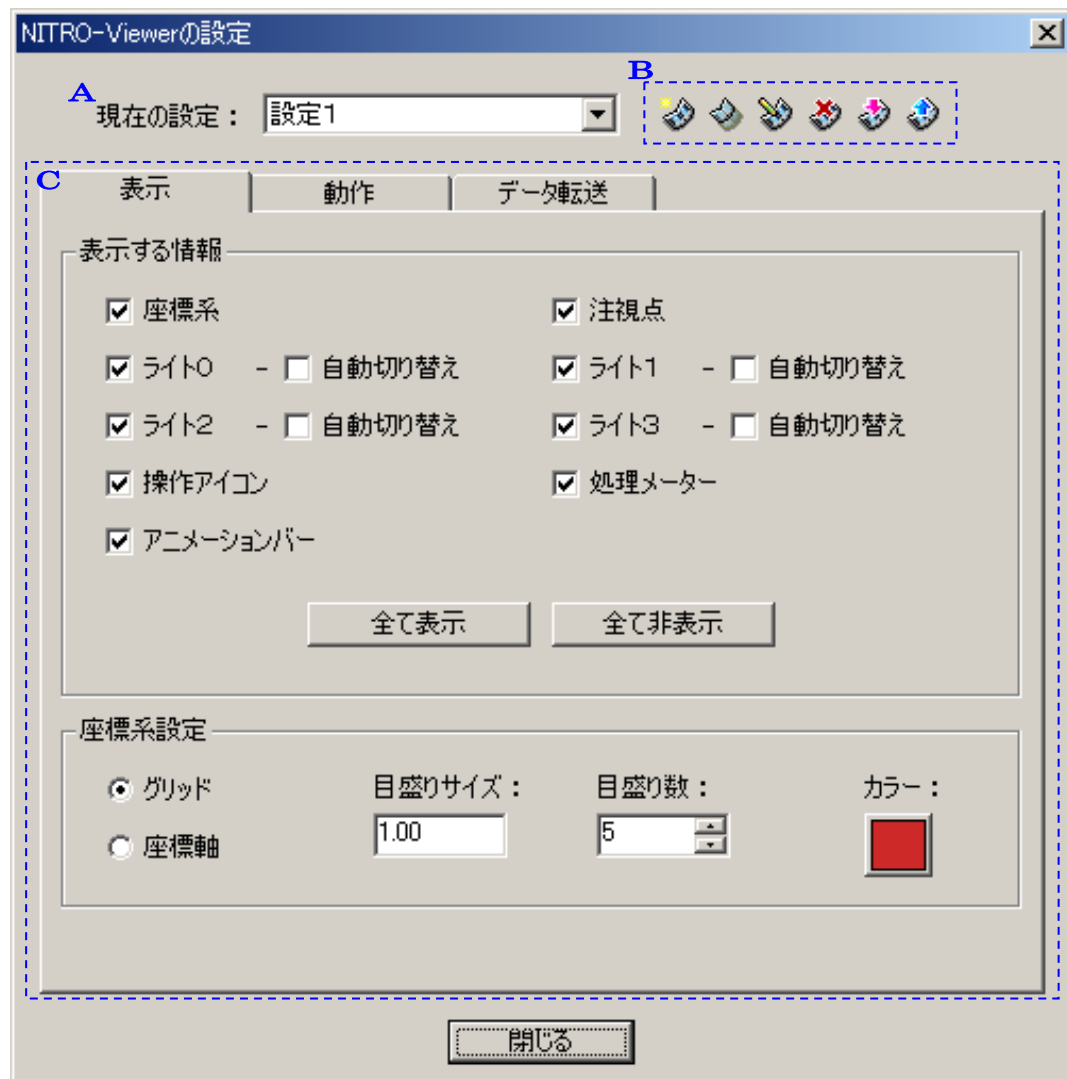 NITRO-Viewerの設定
B
A 現在の設定： 設定1
C 表示 動作 データ転送
表示する情報
座標系 注視点
ライト0 - 自動切り替え ライト1 - 自動切り替え
ライト2 - 自動切り替え ライト3 - 自動切り替え
操作アイコン 処理メーター
アニメーションバー
全て表示 全て非表示
座標系設定
グリッド 目盛りサイズ： 目盛り数： カラー：
座標軸 1.00 5
閉じる